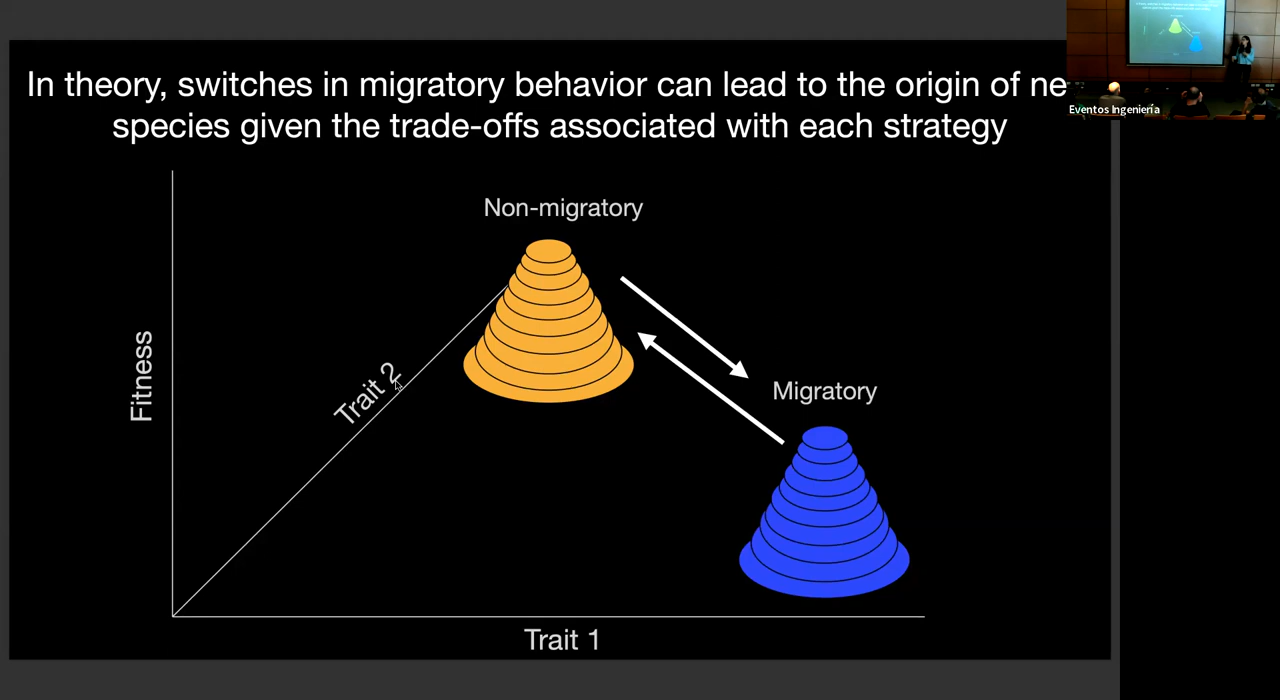 In theory, switches in migratory behavior can lead to the origin of ne
species given the trade-offs associated with each strategy
Eventos Ingeniería
Non-migratory
Migratory
Fitness
Trait 2
Trait 1